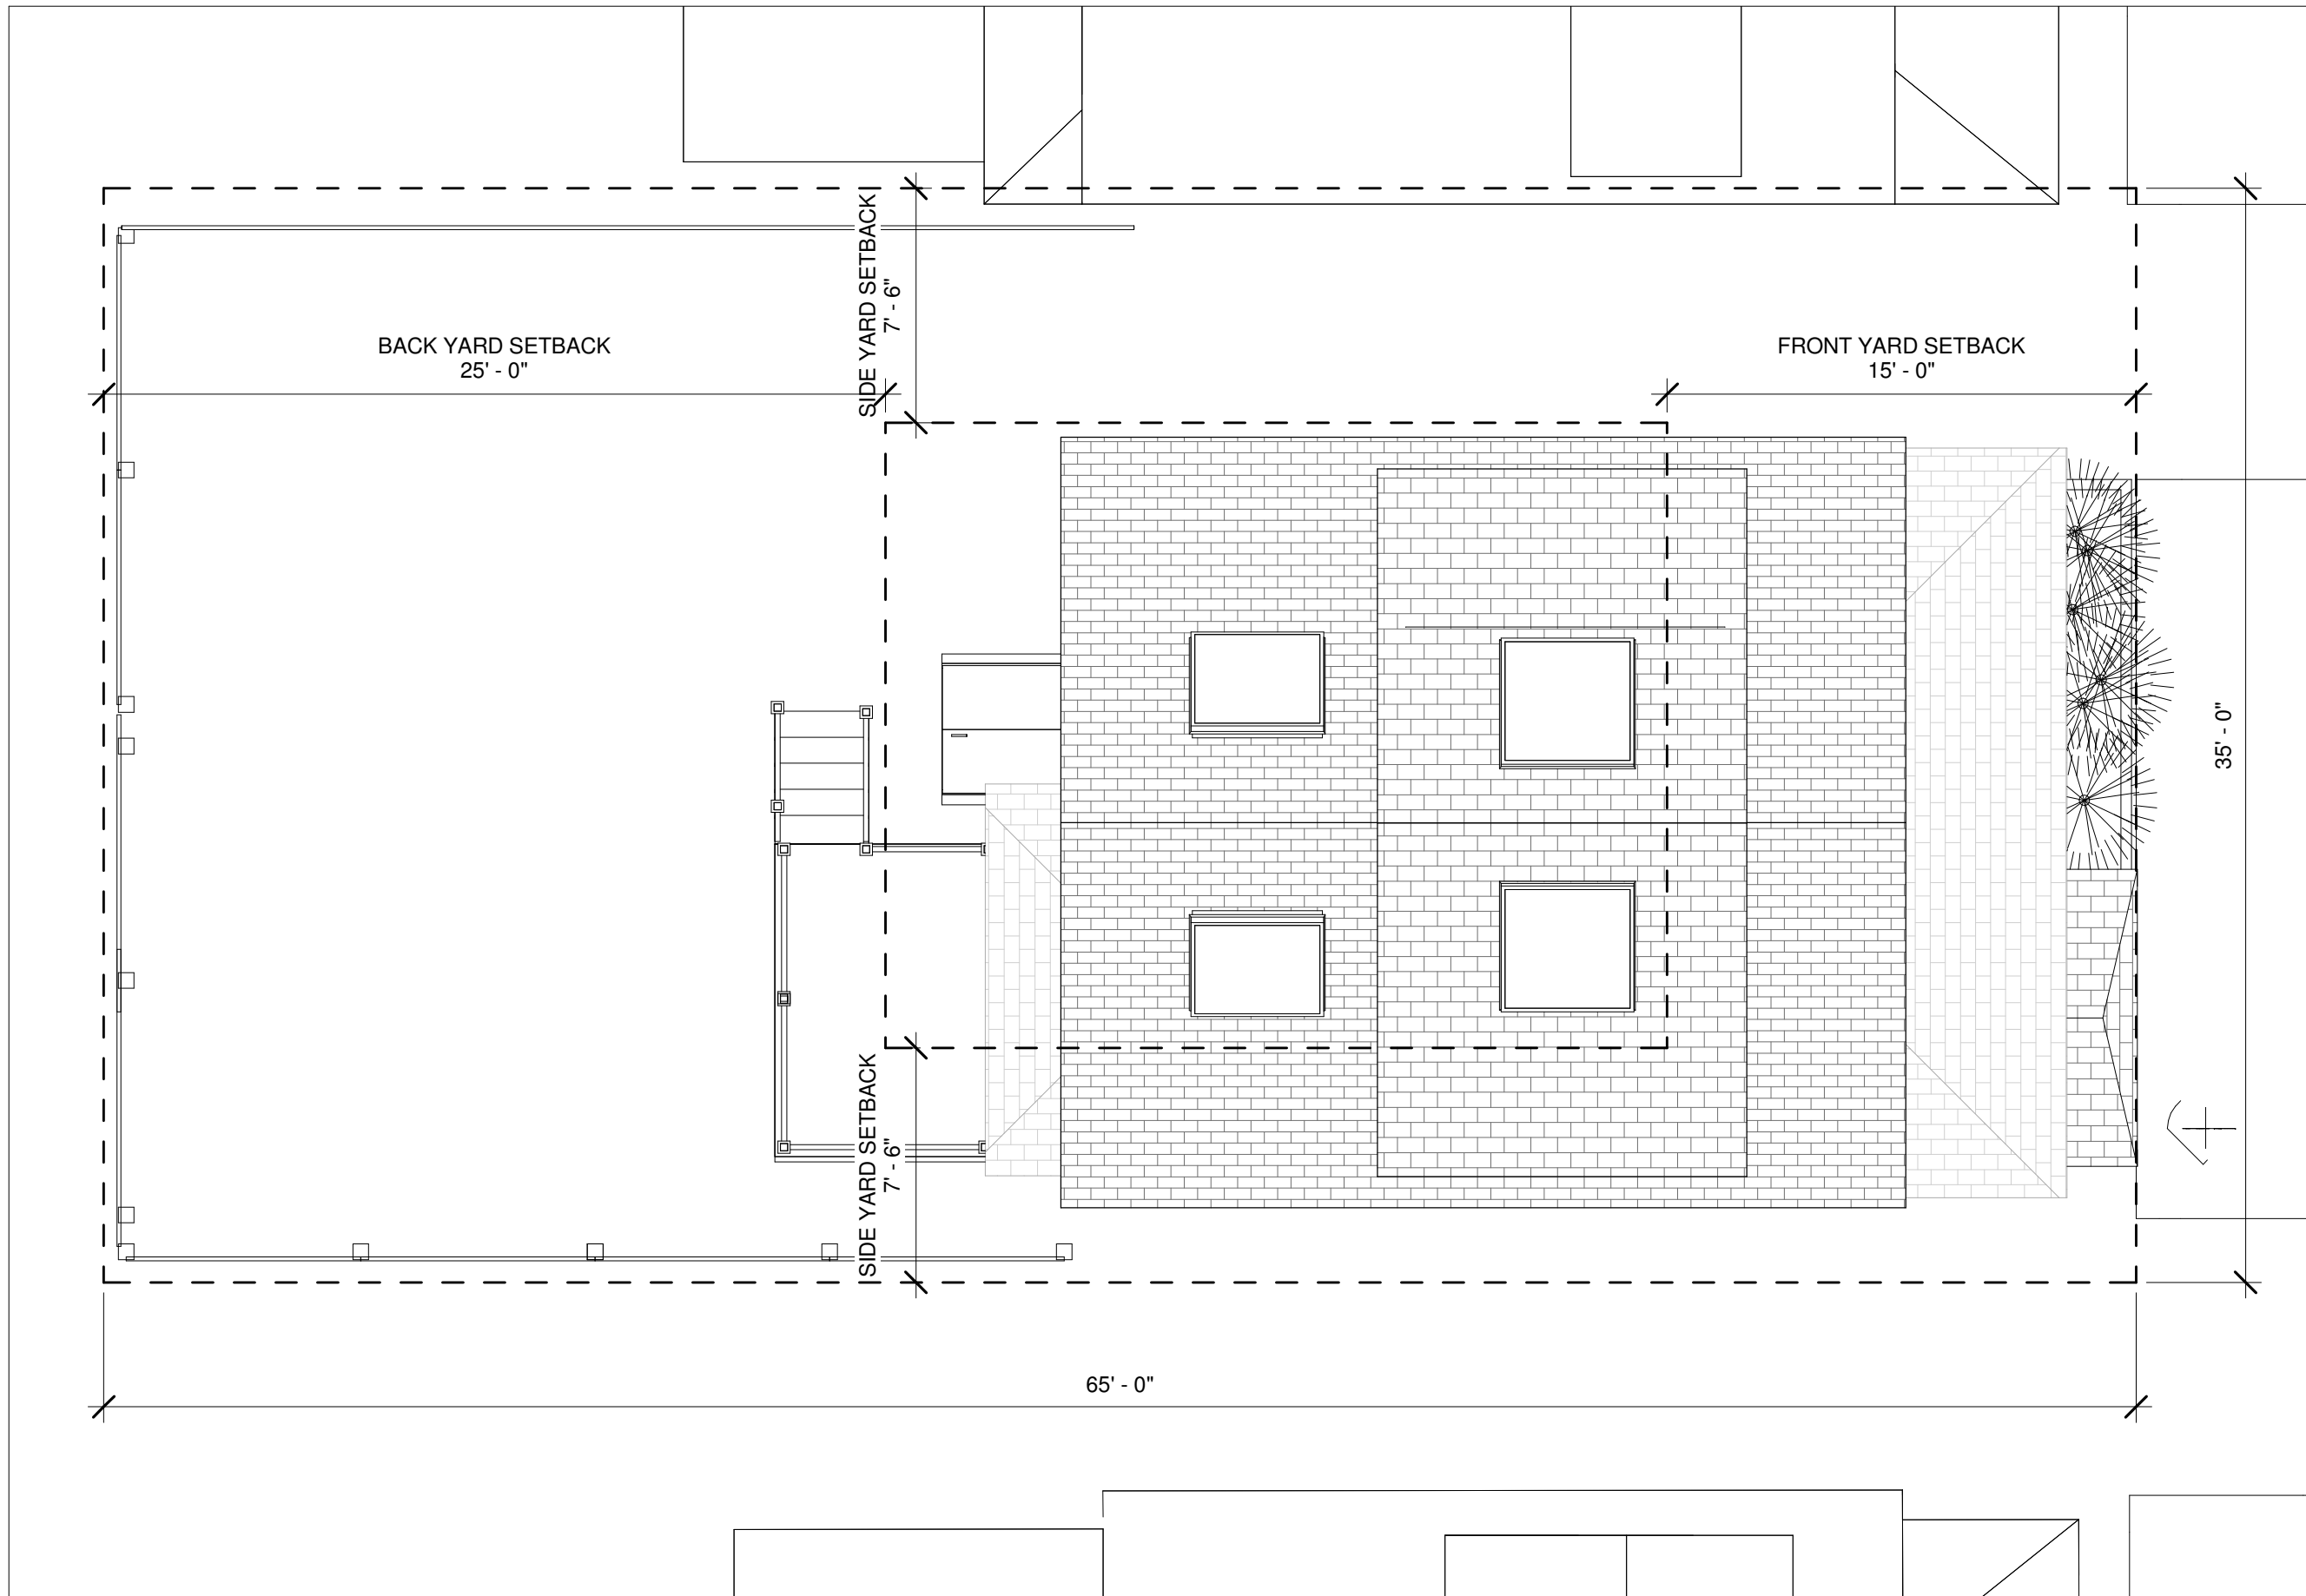 SIDE YARD SETBACK
7' - 6"
BACK YARD SETBACK
25' - 0"
FRONT YARD SETBACK
15' - 0"
35' - 0"
SIDE YARD SETBACK
7' - 6"
65' - 0"